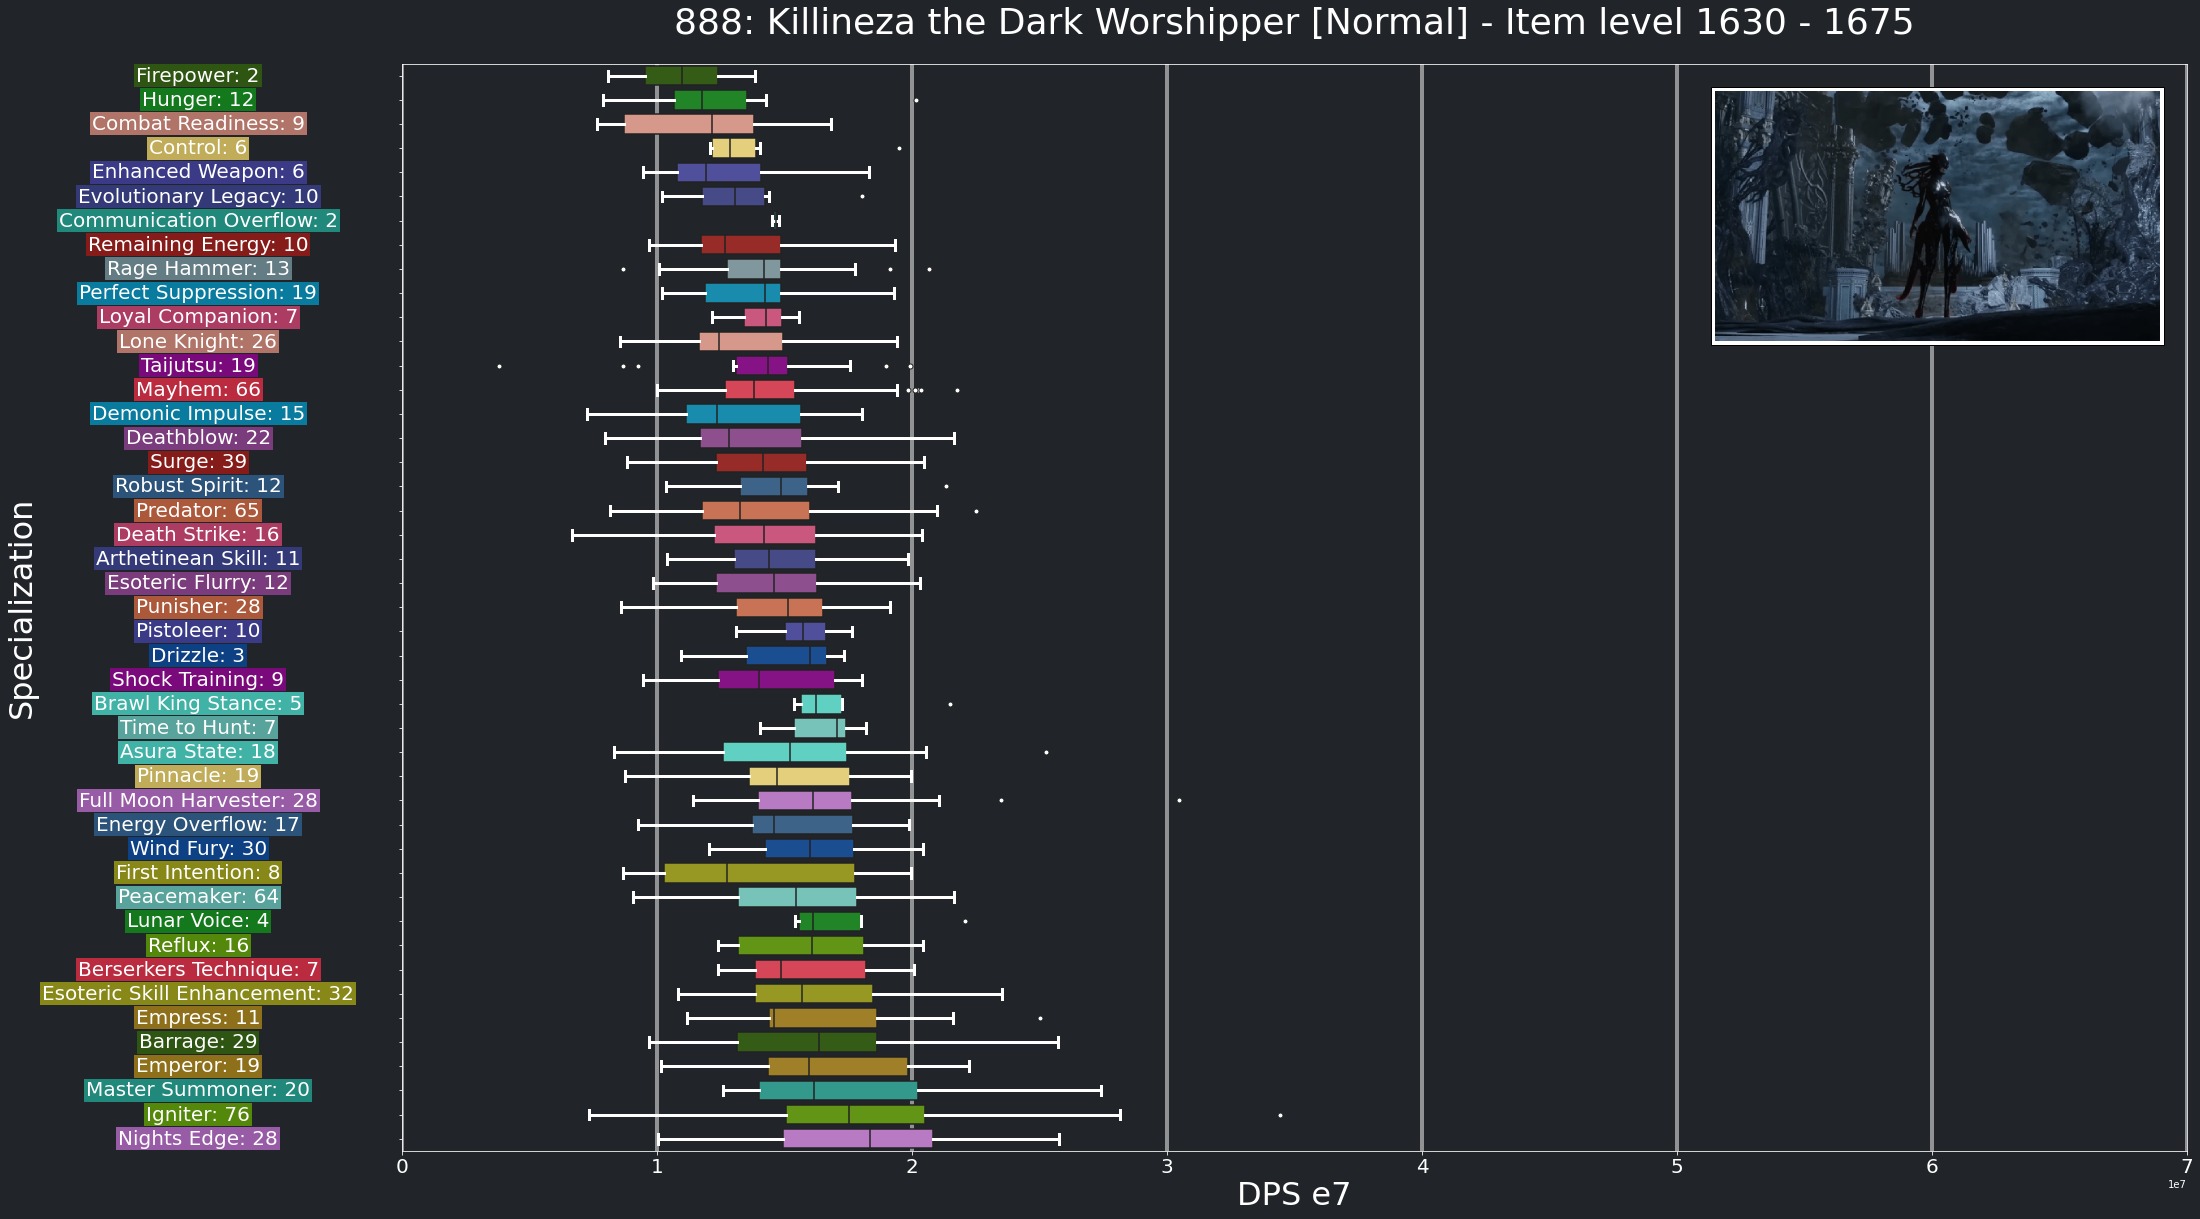 888: Killineza the Dark Worshipper [Normal] - Item level 1630 - 1675
Specialization
Firepower: 2
Hunger: 12
Combat Readiness: 9
Control: 6
Enhanced Weapon: 6
Evolutionary Legacy: 10
Communication Overflow: 2
Remaining Energy: 10
Rage Hammer: 13
Perfect Suppression: 19
Loyal Companion: 7
Lone Knight: 26
Taijutsu: 19
Mayhem: 66
Demonic Impulse: 15
Deathblow: 22
Surge: 39
Robust Spirit: 12
Predator: 65
Death Strike: 16
Arthetinean Skill: 11
Esoteric Flurry: 12
Punisher: 28
Pistoleer: 10
Drizzle: 3
Shock Training: 9
Brawl King Stance: 5
Time to Hunt: 7
Asura State: 18
Pinnacle: 19
Full Moon Harvester: 28
Energy Overflow: 17
Wind Fury: 30
First Intention: 8
Peacemaker: 64
Lunar Voice: 4
Reflux: 16
Berserkers Technique: 7
Esoteric Skill Enhancement: 32
Empress: 11
Barrage: 29
Emperor: 19
Master Summoner: 20
Igniter: 76
Nights Edge: 28
0 1 2 3 4 5 6 7
1e7
DPS e7